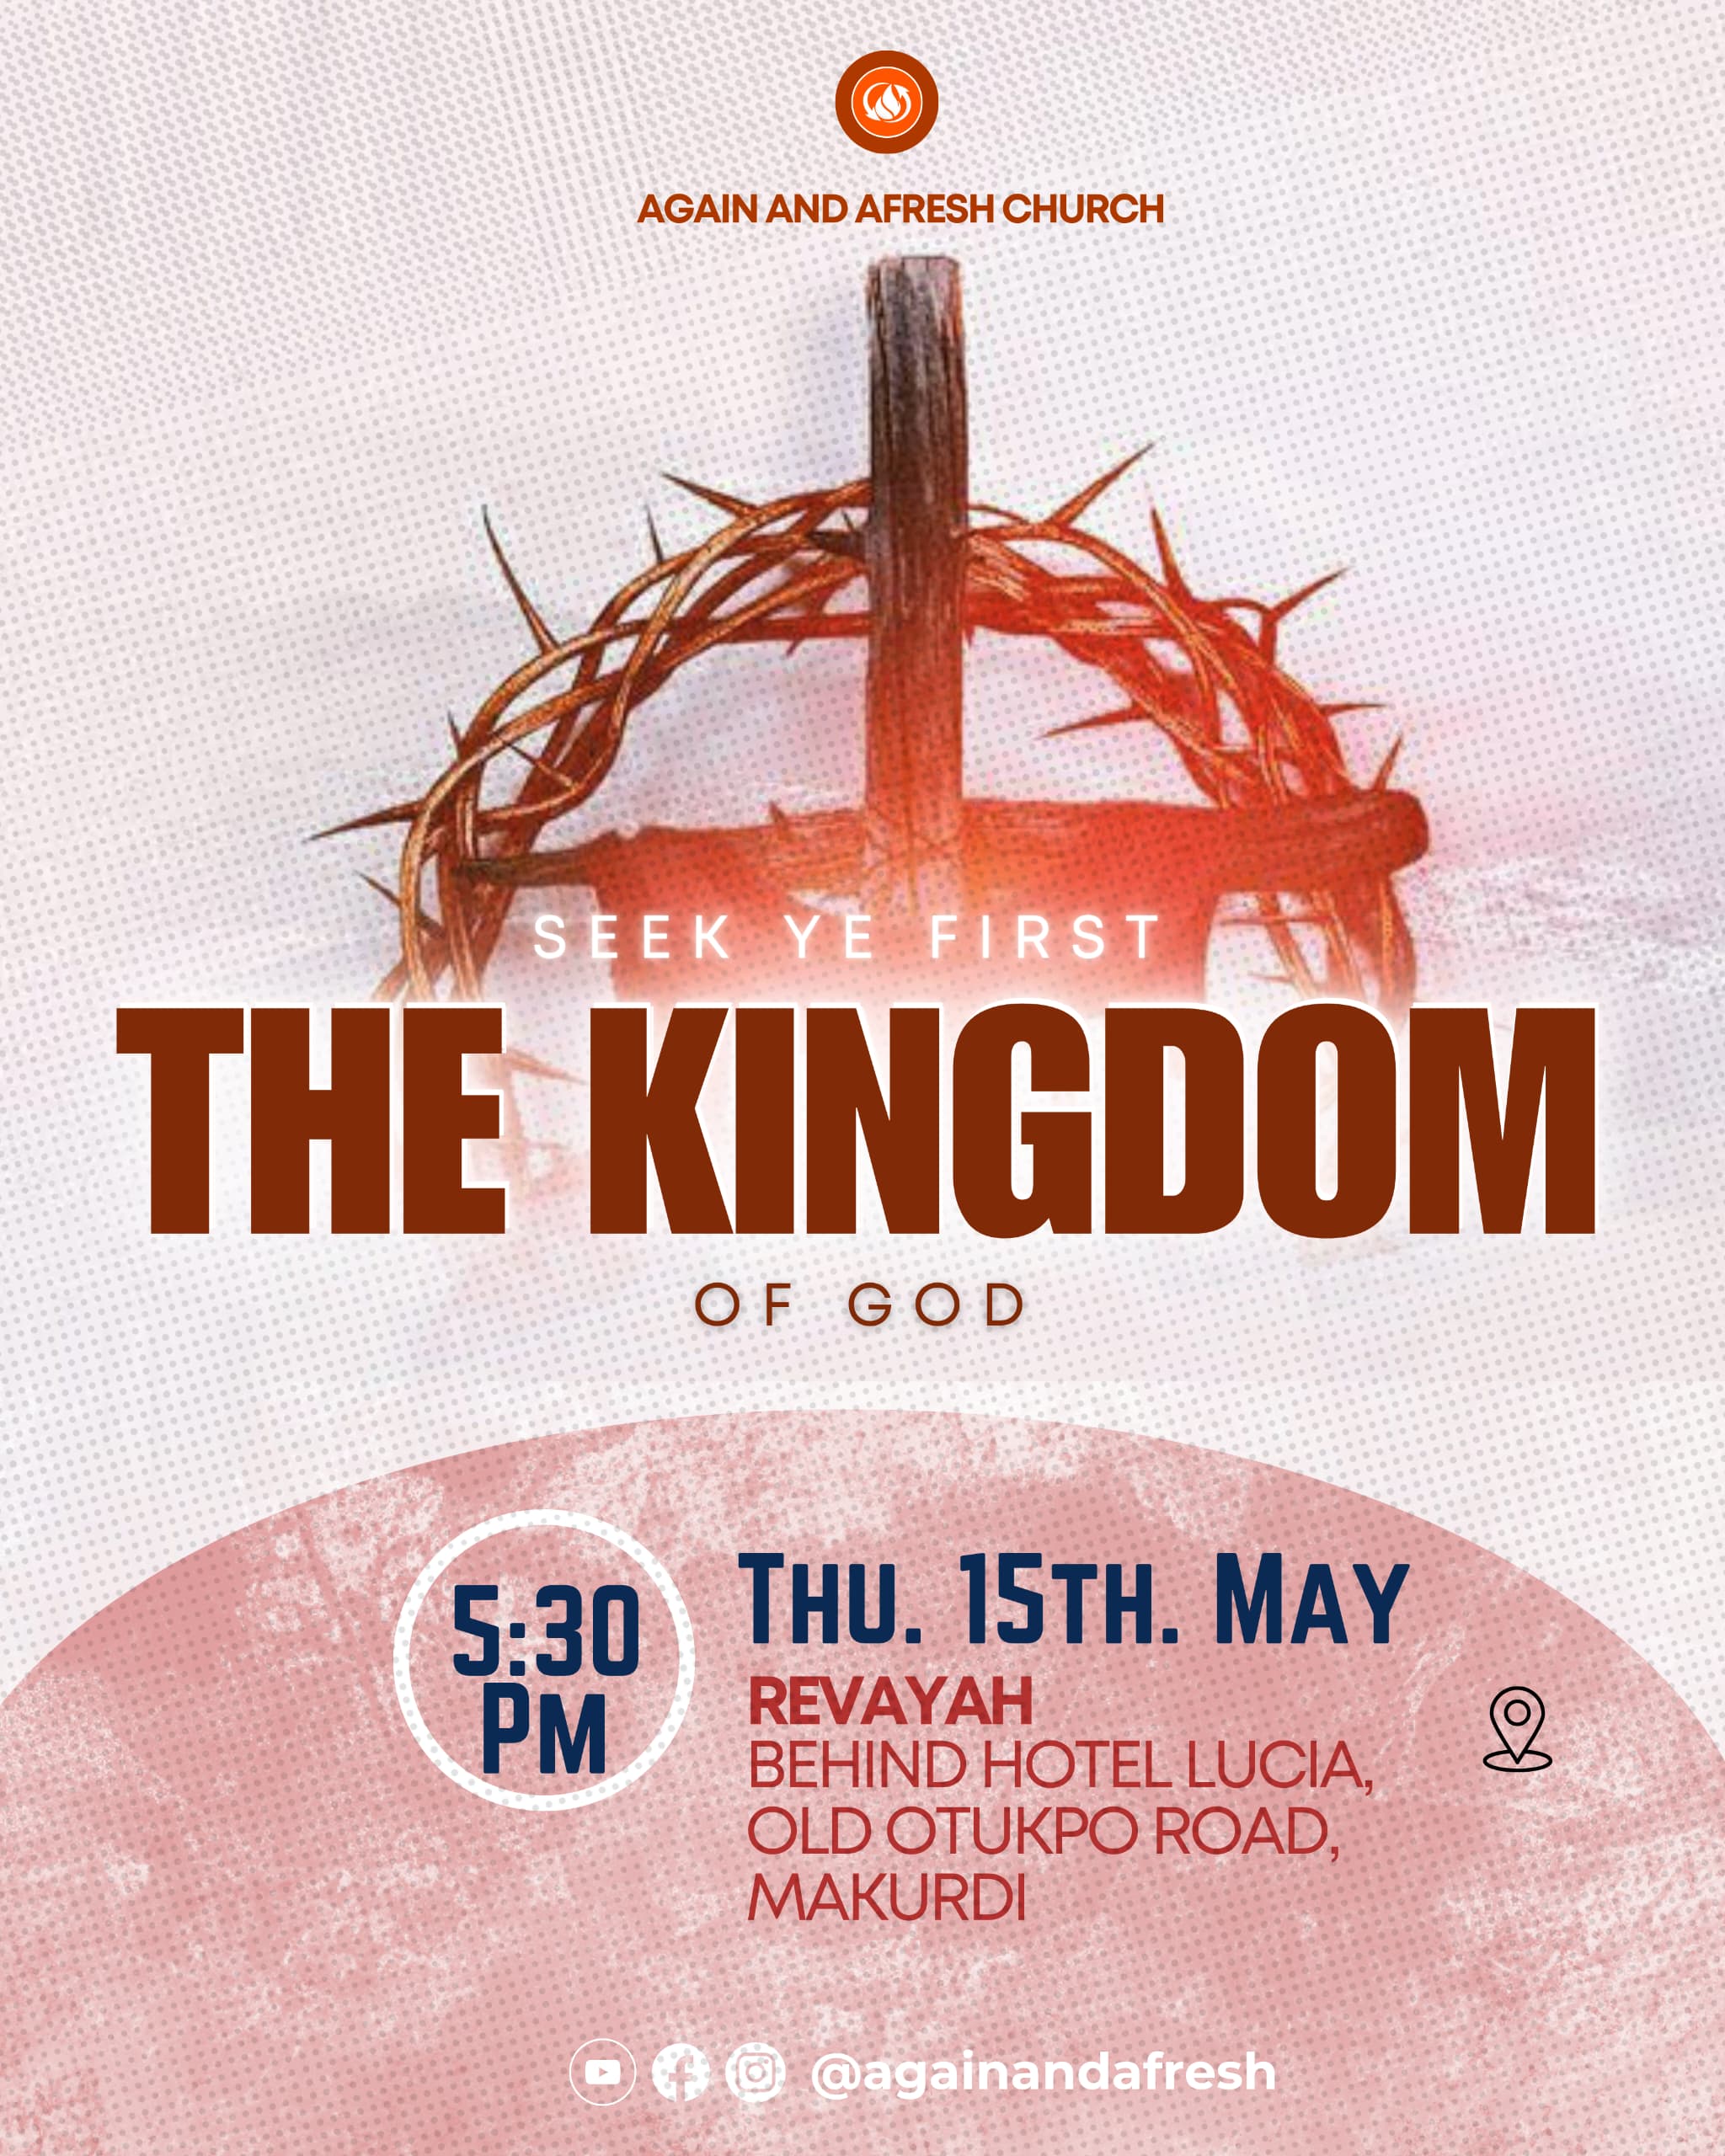 AGAIN AND AFRESH CHURCH
SEEK YE FIRST
THE KINGDOM
OF GOD
5:30
PM
THU. 15TH. MAY
REVAYAH
BEHIND HOTEL LUCIA,
OLD OTUKPO ROAD,
MAKURDI
@againandafresh